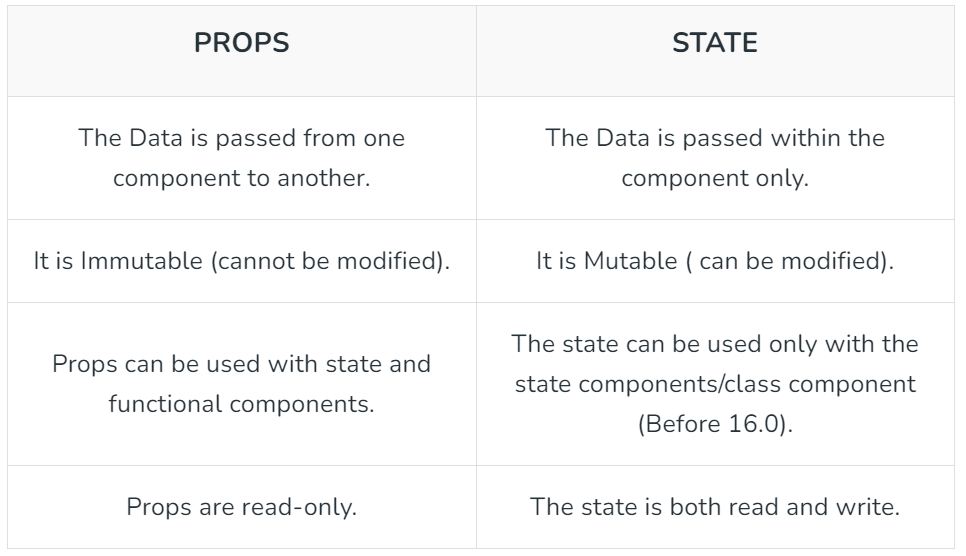 PROPS
STATE
The Data is passed from one
component to another.
The Data is passed within the
component only.
It is Immutable (cannot be modified).
It is Mutable ( can be modified).
Props can be used with state and
functional components.
The state can be used only with the
state components/class component
(Before 16.0).
Props are read-only.
The state is both read and write.